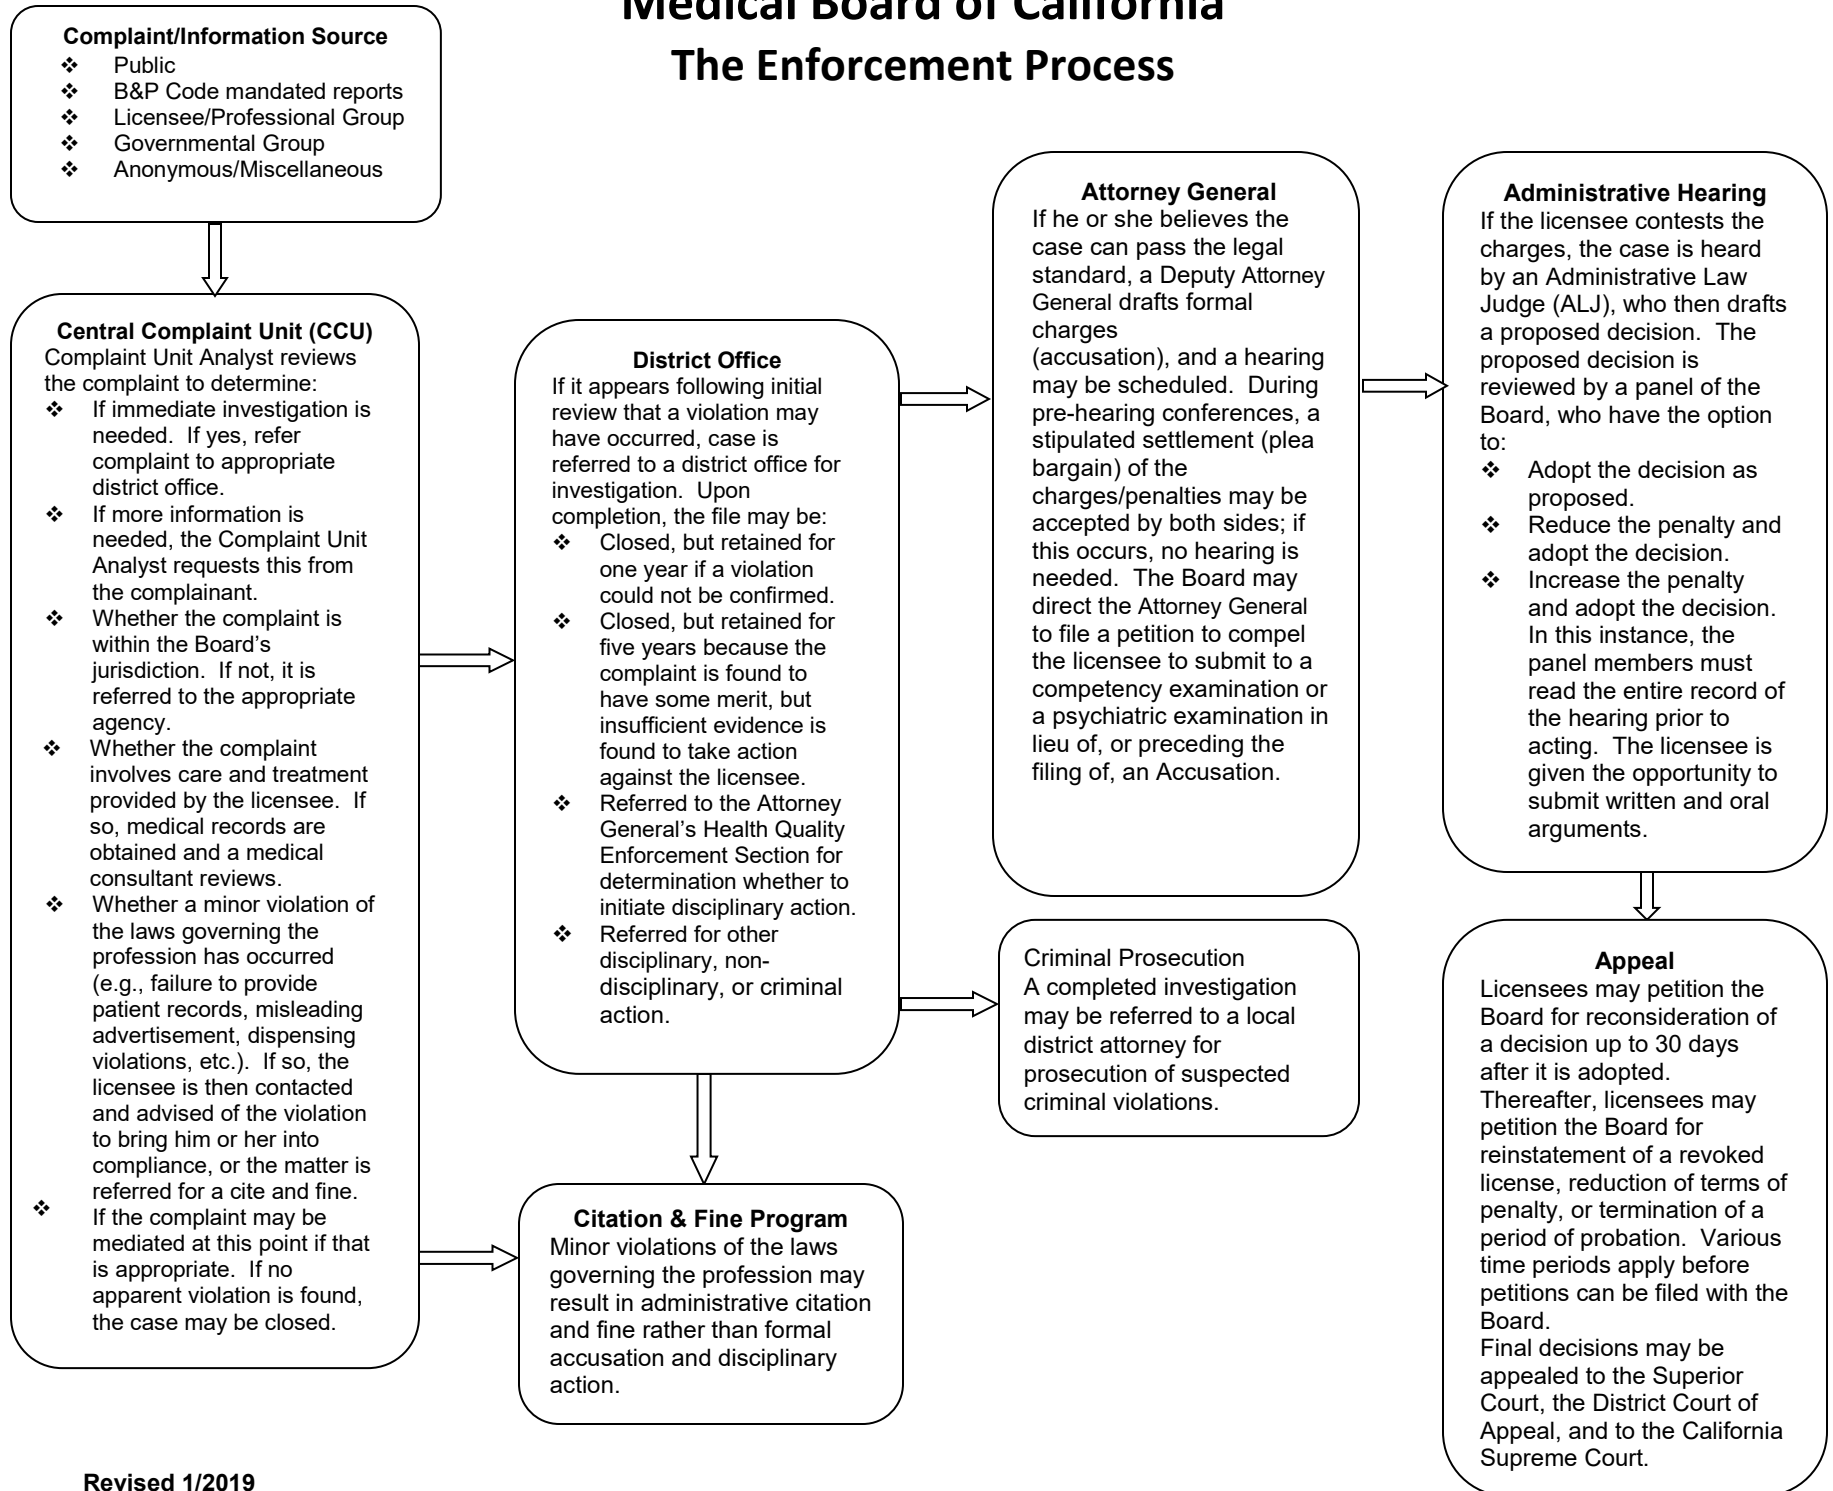 Medical Board of California
The Enforcement Process
Complaint/Information Source
❖ Public
❖ B&P Code mandated reports
❖ Licensee/Professional Group
❖ Governmental Group
❖ Anonymous/Miscellaneous
Central Complaint Unit (CCU)
Complaint Unit Analyst reviews
the complaint to determine:
❖ If immediate investigation is
needed. If yes, refer
complaint to appropriate
district office.
❖ If more information is
needed, the Complaint Unit
Analyst requests this from
the complainant.
❖ Whether the complaint is
within the Board’s
jurisdiction. If not, it is
referred to the appropriate
agency.
❖ Whether the complaint
involves care and treatment
provided by the licensee. If
so, medical records are
obtained and a medical
consultant reviews.
❖ Whether a minor violation of
the laws governing the
profession has occurred
(e.g., failure to provide
patient records, misleading
advertisement, dispensing
violations, etc.). If so, the
licensee is then contacted
and advised of the violation
to bring him or her into
compliance, or the matter is
referred for a cite and fine.
❖ If the complaint may be
mediated at this point if that
is appropriate. If no
apparent violation is found,
the case may be closed.
District Office
If it appears following initial
review that a violation may
have occurred, case is
referred to a district office for
investigation. Upon
completion, the file may be:
❖ Closed, but retained for
one year if a violation
could not be confirmed.
❖ Closed, but retained for
five years because the
complaint is found to
have some merit, but
insufficient evidence is
found to take action
against the licensee.
❖ Referred to the Attorney
General’s Health Quality
Enforcement Section for
determination whether to
initiate disciplinary action.
❖ Referred for other
disciplinary, non-
disciplinary, or criminal
action.
Citation & Fine Program
Minor violations of the laws
governing the profession may
result in administrative citation
and fine rather than formal
accusation and disciplinary
action.
Attorney General
If he or she believes the
case can pass the legal
standard, a Deputy Attorney
General drafts formal
charges
(accusation), and a hearing
may be scheduled. During
pre-hearing conferences, a
stipulated settlement (plea
bargain) of the
charges/penalties may be
accepted by both sides; if
this occurs, no hearing is
needed. The Board may
direct the Attorney General
to file a petition to compel
the licensee to submit to a
competency examination or
a psychiatric examination in
lieu of, or preceding the
filing of, an Accusation.
Criminal Prosecution
A completed investigation
may be referred to a local
district attorney for
prosecution of suspected
criminal violations.
Administrative Hearing
If the licensee contests the
charges, the case is heard
by an Administrative Law
Judge (ALJ), who then drafts
a proposed decision. The
proposed decision is
reviewed by a panel of the
Board, who have the option
to:
❖ Adopt the decision as
proposed.
❖ Reduce the penalty and
adopt the decision.
❖ Increase the penalty
and adopt the decision.
In this instance, the
panel members must
read the entire record of
the hearing prior to
acting. The licensee is
given the opportunity to
submit written and oral
arguments.
Appeal
Licensees may petition the
Board for reconsideration of
a decision up to 30 days
after it is adopted.
Thereafter, licensees may
petition the Board for
reinstatement of a revoked
license, reduction of terms of
penalty, or termination of a
period of probation. Various
time periods apply before
petitions can be filed with the
Board.
Final decisions may be
appealed to the Superior
Court, the District Court of
Appeal, and to the California
Supreme Court.
Revised 1/2019